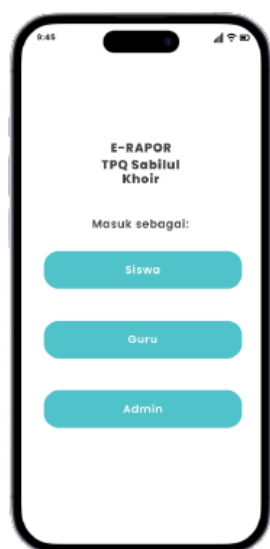 9:45
E-RAPOR
TPQ Sabilul
Khoir
Masuk sebagai:
Siswa
Guru
Admin